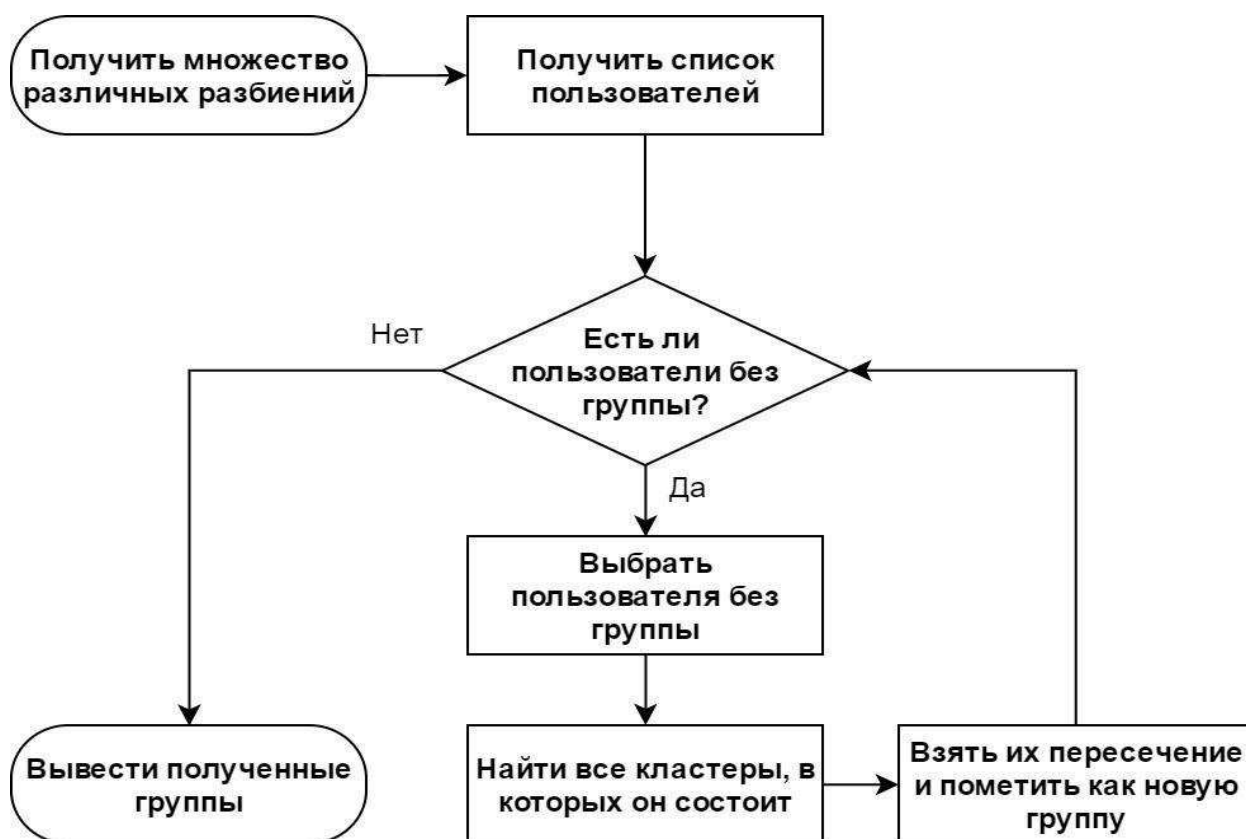 Получить множество
различных разбиений
Получить список
пользователей
Есть ли
пользователи без
группы?
Нет
Да
Выбрать
пользователя без
группы
Найти все кластеры, в
которых он состоит
Взять их пересечение
и пометить как новую
группу
Вывести полученные
группы